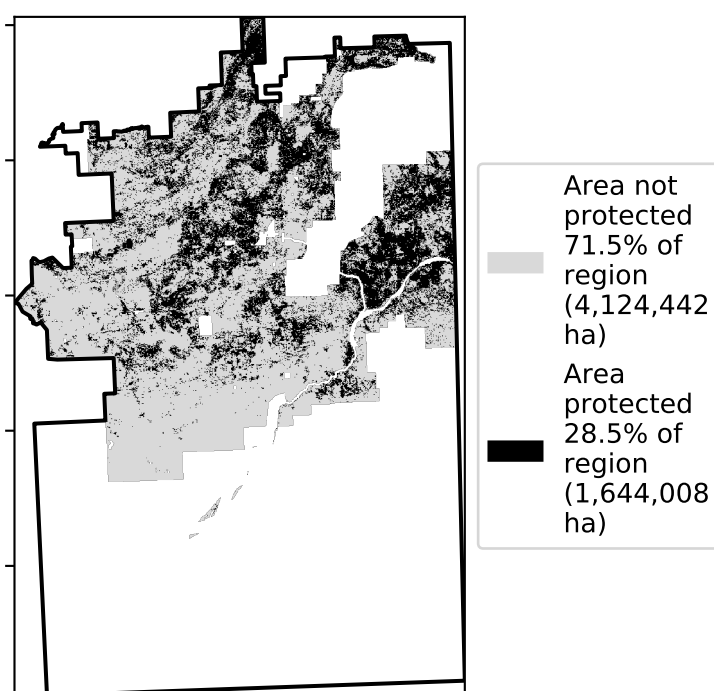 Area not
protected
71.5% of
region
(4,124,442
ha)
Area
protected
28.5% of
region
(1,644,008
ha)